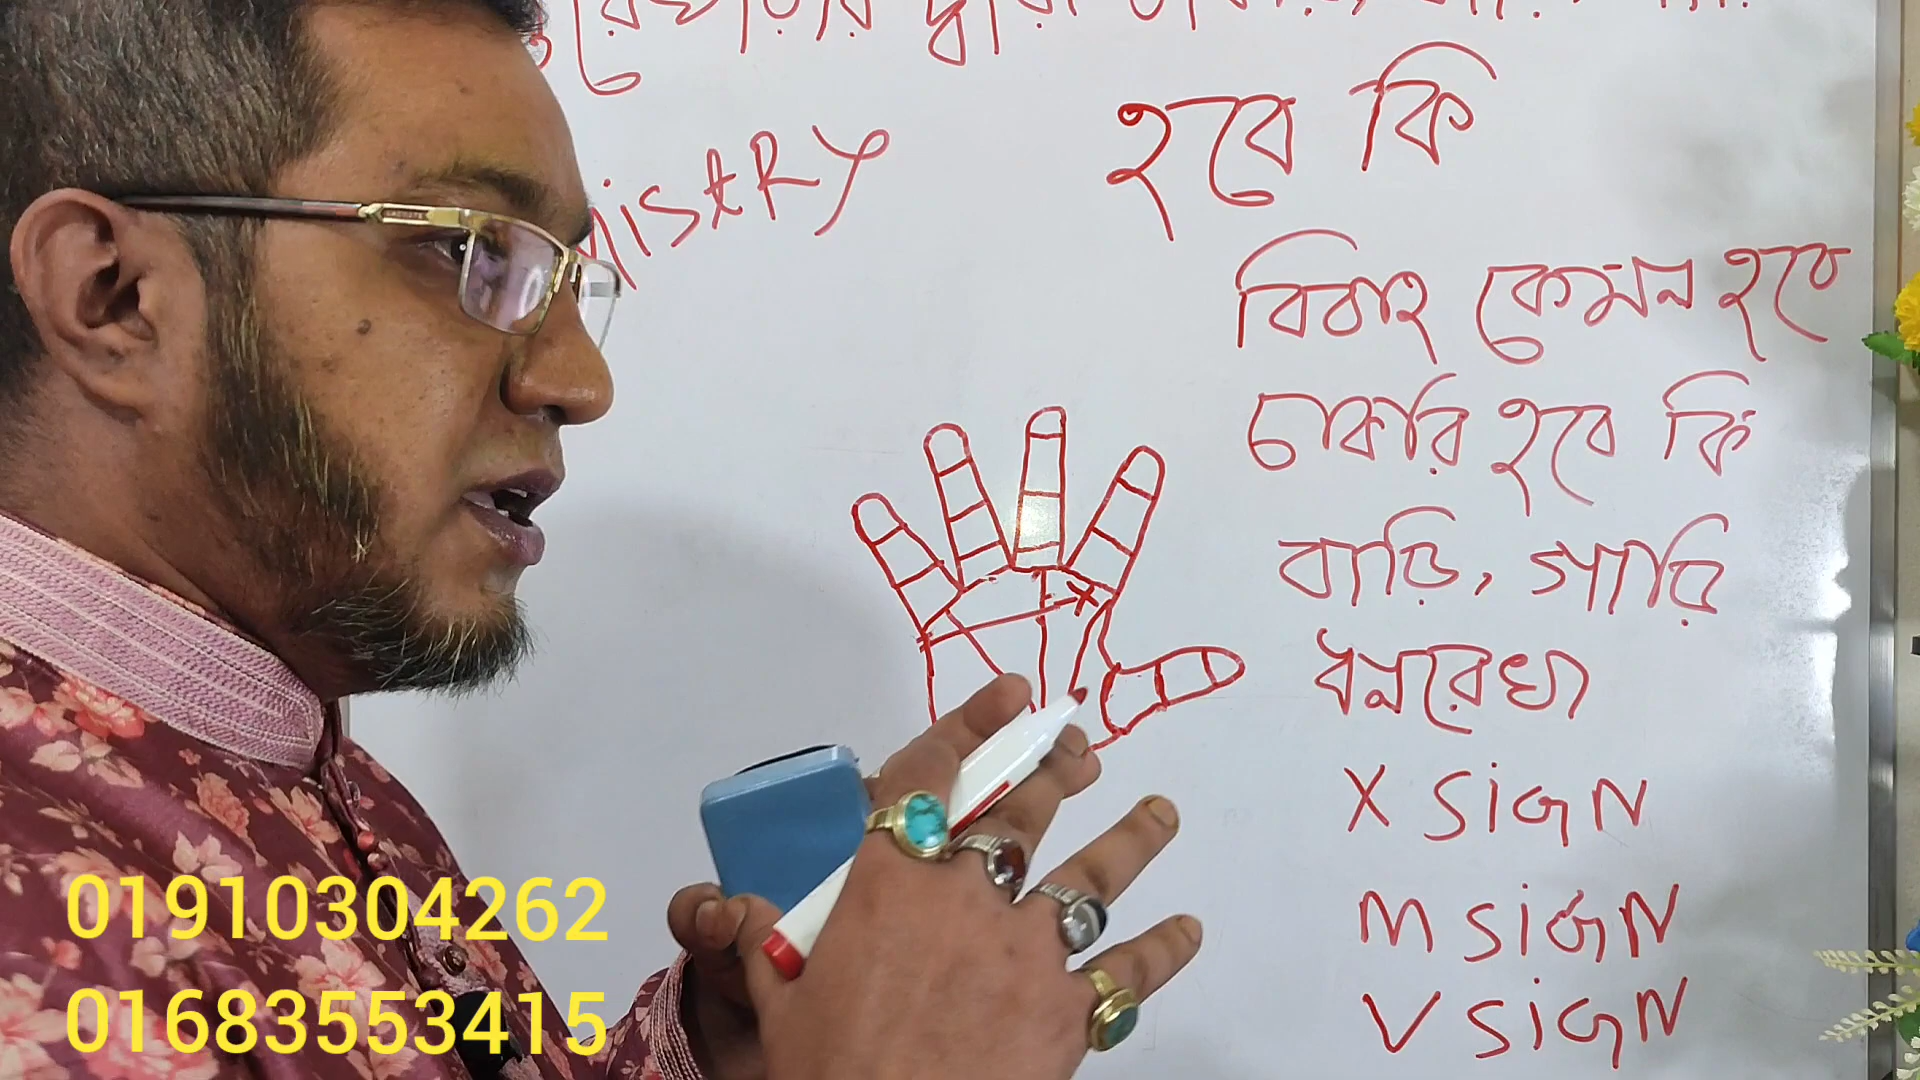 হবে কি
বিবাহ কেমন হবে
চাকরি হবে কি
বাড়ি, গাড়ি
ধনরেখা
X SIGN
M SIGN
V SIGN
01910304262
01683553415